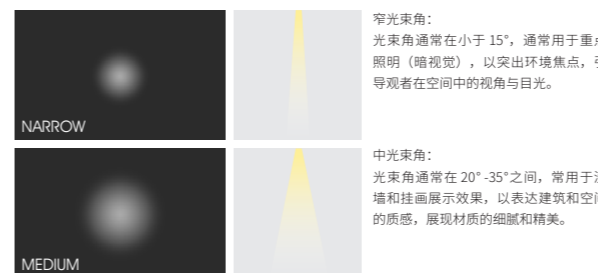 窄光束角：
光束角通常在小于 15°，通常用于重点
照明（暗视觉），以突出环境焦点，引
导观者在空间中的视角与目光。
NARROW
中光束角：
光束角通常在 20° -35°之间，常用于洗
墙和挂画展示效果，以表达建筑和空间
的质感，展现材质的细腻和精美。
MEDIUM